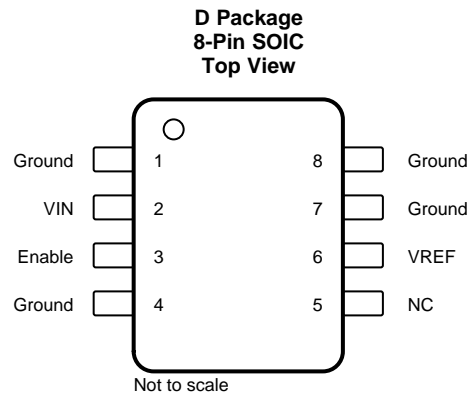 D Package
8-Pin SOIC
Top View
Ground 1 8 Ground
VIN 2 7 Ground
Enable 3 6 VREF
Ground 4 5 NC
Not to scale